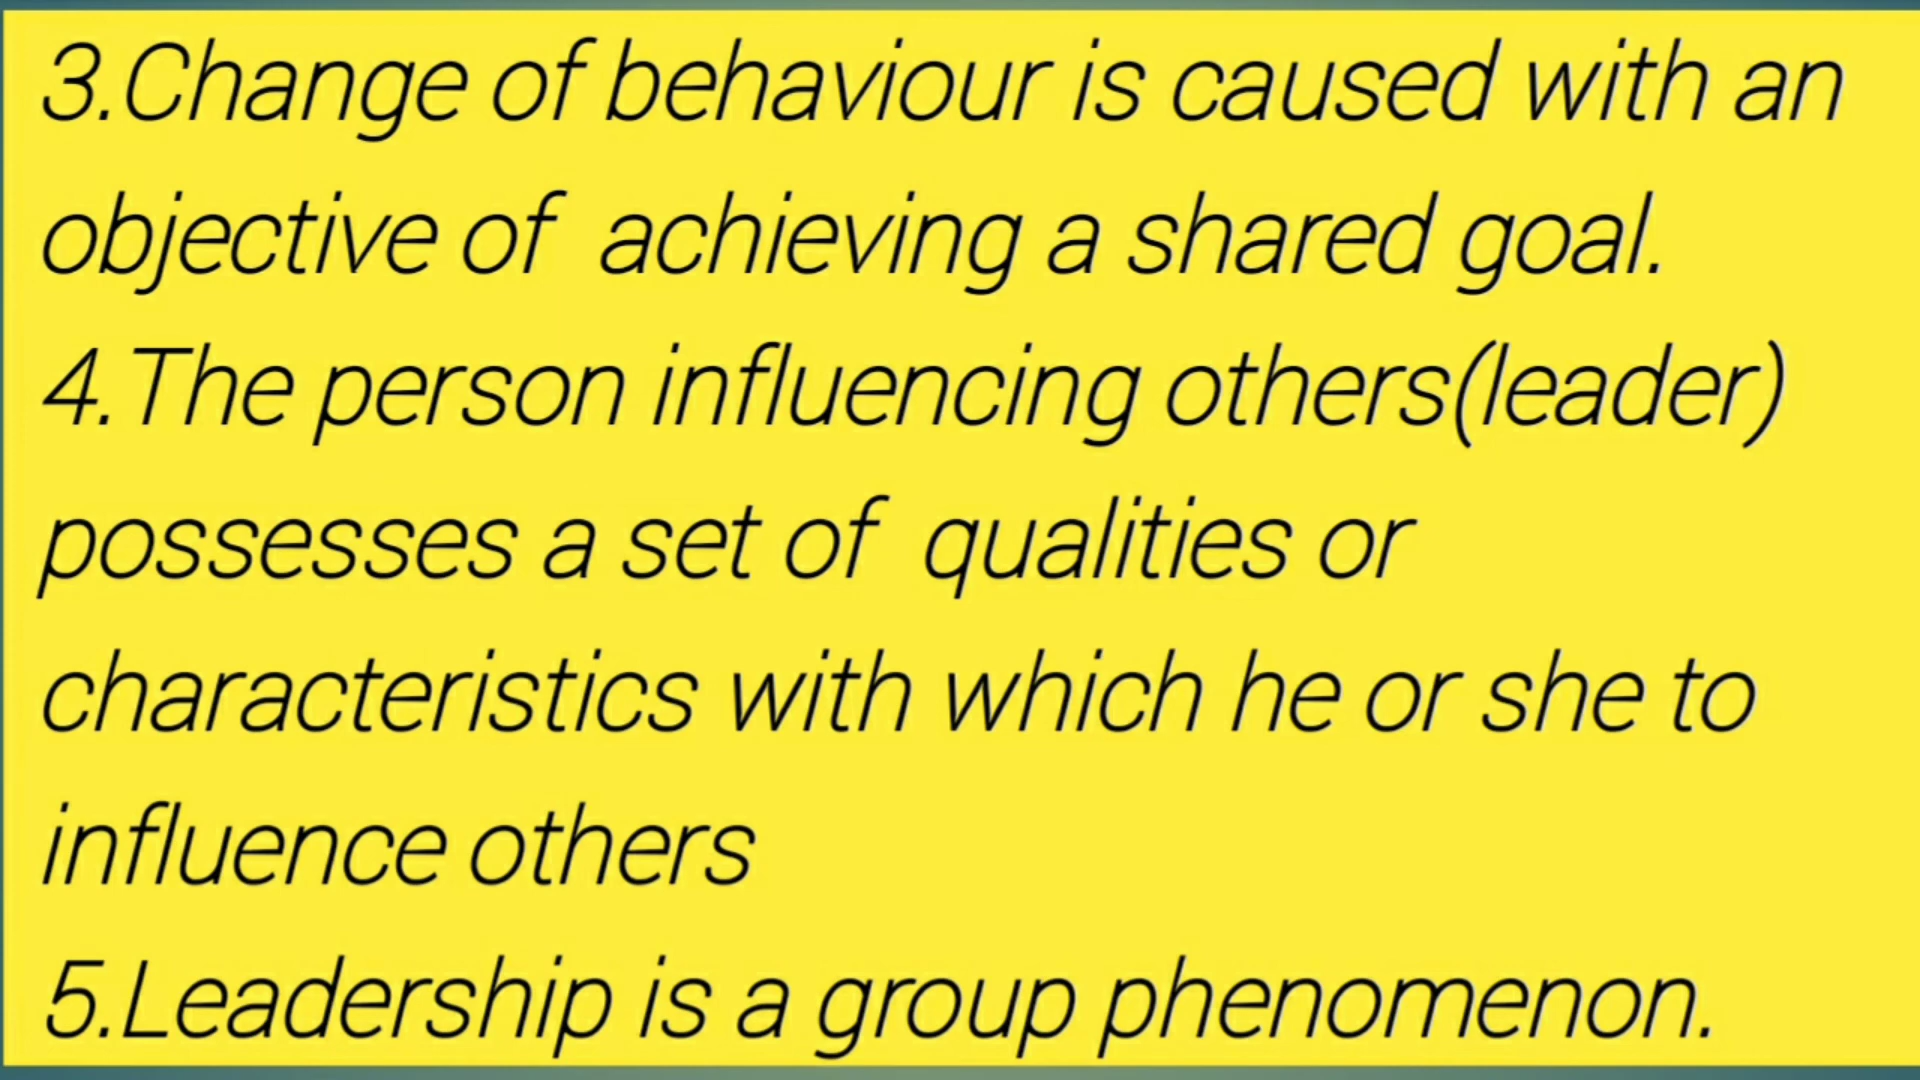 3.Change of behaviour is caused with an
objective of  achieving a shared goal.
4.The person influencing others(leader)
possesses a set of  qualities or
characteristics with which he or she to
influence others
5.Leadership is a group phenomenon.